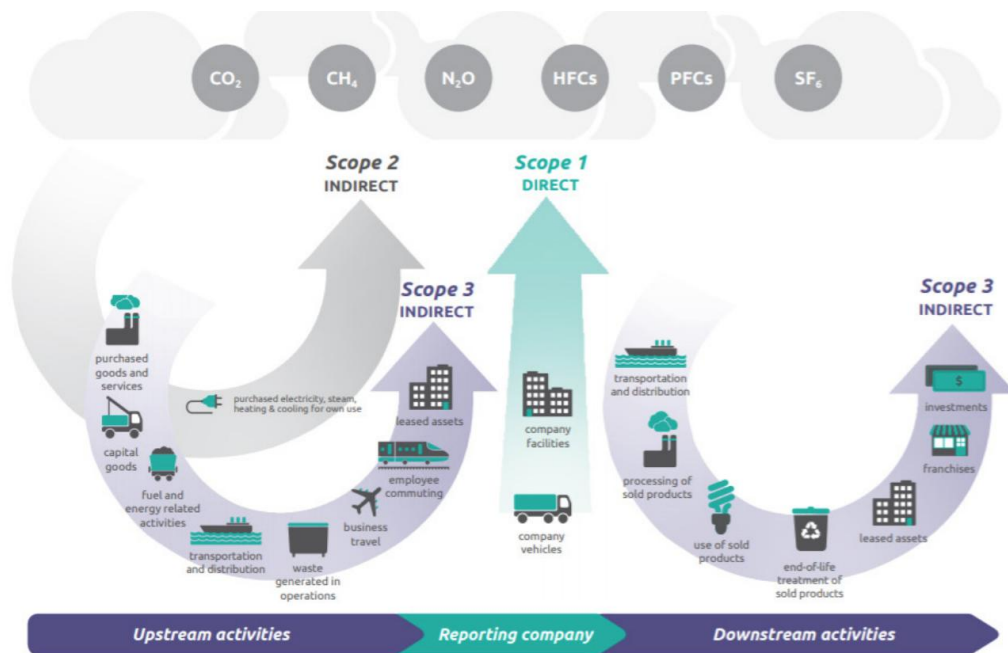 CO₂
CH₄
N₂O
HFCs
PFCs
SF₆
Scope 2
INDIRECT
Scope 1
DIRECT
Scope 3
INDIRECT
Scope 3
INDIRECT
purchased
goods and
services
capital
goods
fuel and
energy related
activities
purchased electricity, steam,
heating & cooling for own use
transportation
and distribution
waste
generated in
operations
business
travel
employee
commuting
leased assets
company
facilities
company
vehicles
transportation
and distribution
processing of
sold products
use of sold
products
end-of-life
treatment of
sold products
leased assets
franchises
$
investments
Upstream activities
Reporting company
Downstream activities